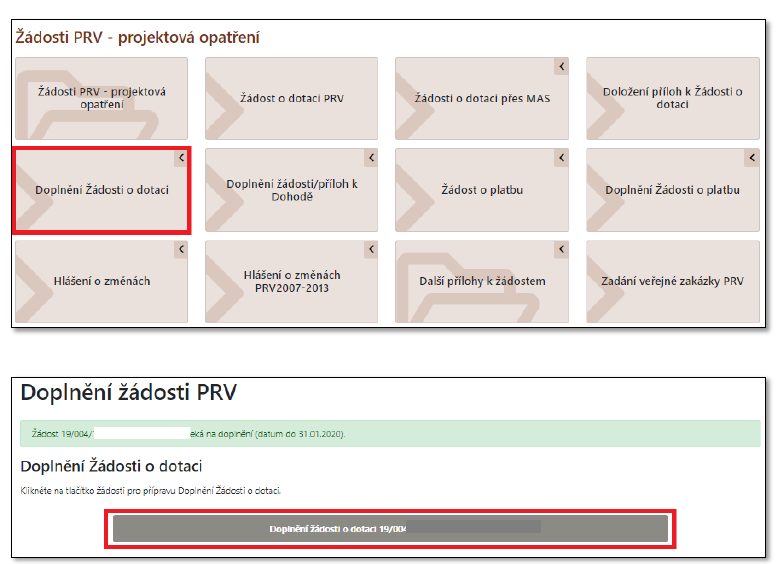 Žádosti PRV - projektová opatření
Žádosti PRV - projektová
opatření
Žádost o dotaci PRV
Žádosti o dotaci přes MAS
Doložení příloh k Žádosti o
dotaci
Doplnění Žádosti o dotaci
Doplnění žádosti/příloh k
Dohodě
Žádost o platbu
Doplnění Žádosti o platbu
Hlášení o změnách
Hlášení o změnách
PRV2007-2013
Další přílohy k žádostem
Zadání veřejné zakázky PRV
Doplnění žádosti PRV
Žádost 19/004/ eká na doplnění (datum do 31.01.2020).
Doplnění Žádosti o dotaci
Klikněte na tlačítko žádosti pro přípravu Doplnění Žádosti o dotaci.
Doplnění žádosti o dotaci 19/004